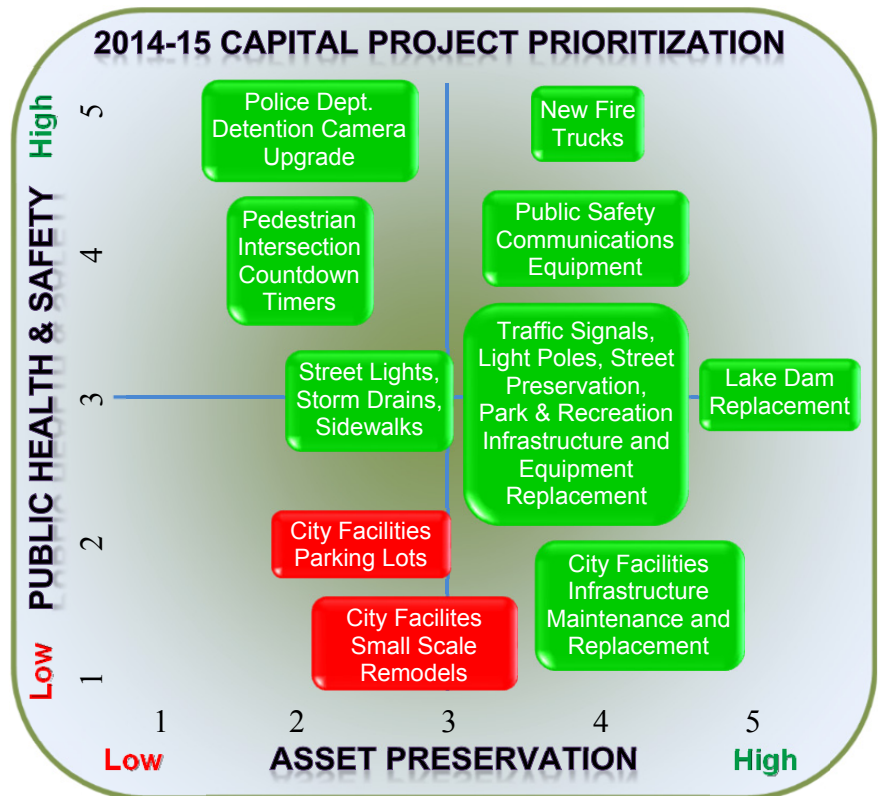 2014-15 CAPITAL PROJECT PRIORITIZATION
High
PUBLIC HEALTH & SAFETY
Low
5
4
3
2
1
Police Dept.
Detention Camera
Upgrade
New Fire
Trucks
Pedestrian
Intersection
Countdown
Timers
Public Safety
Communications
Equipment
Street Lights,
Storm Drains,
Sidewalks
Traffic Signals,
Light Poles, Street
Preservation,
Park & Recreation
Infrastructure and
Equipment
Replacement
Lake Dam
Replacement
City Facilities
Parking Lots
City Facilites
Small Scale
Remodels
City Facilities
Infrastructure
Maintenance and
Replacement
1 2 3 4 5
Low ASSET PRESERVATION High